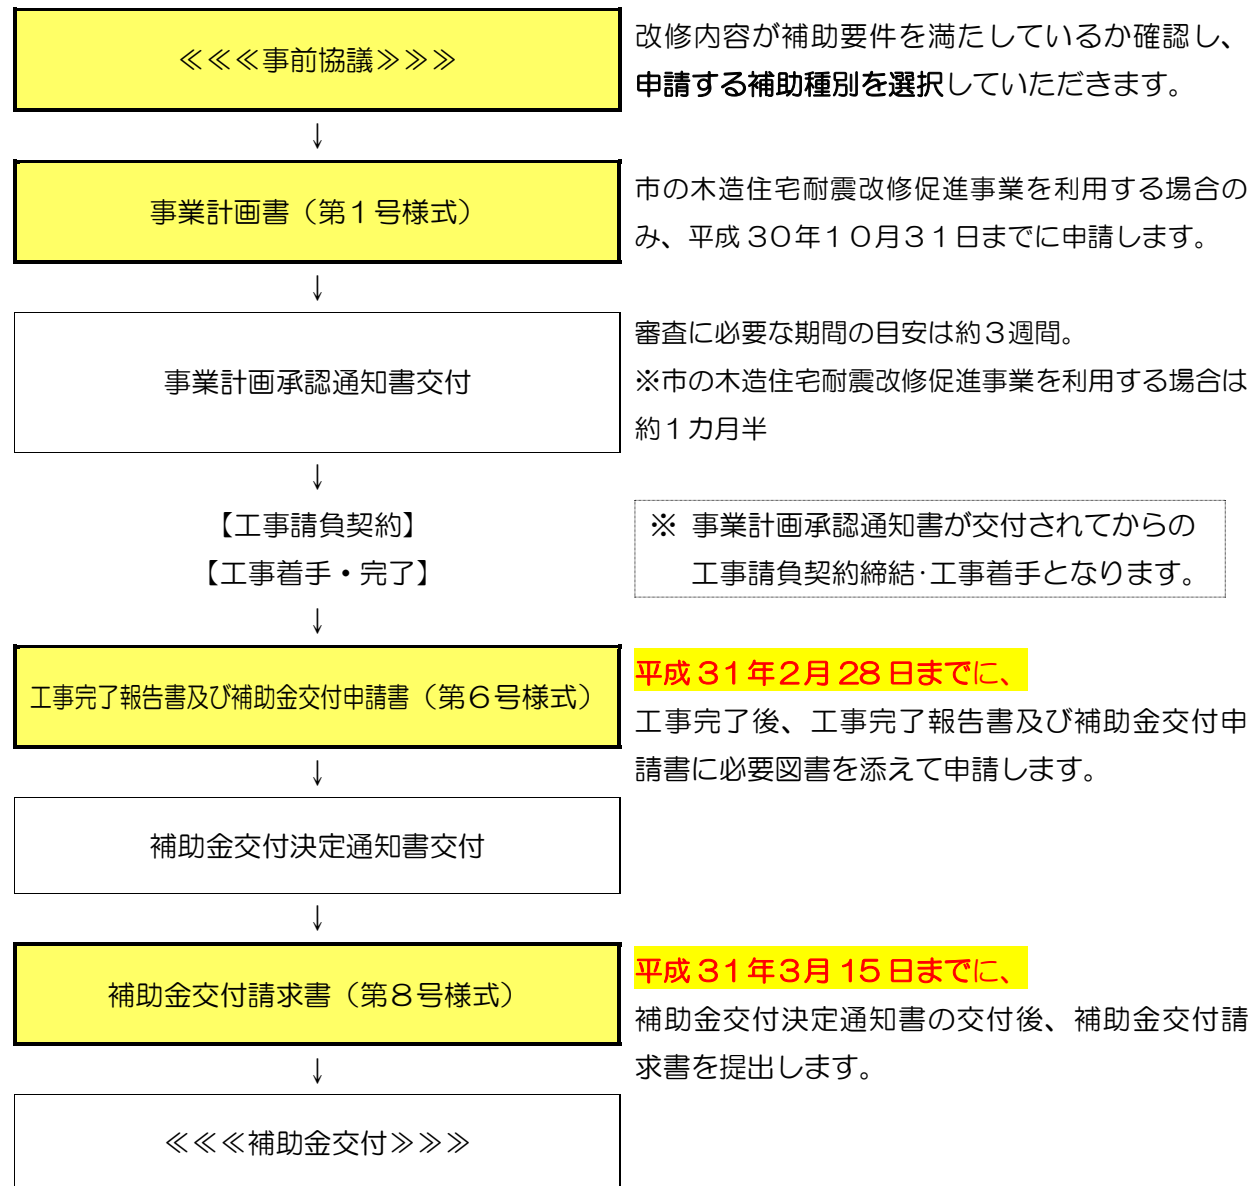 ≪≪≪事前協議≫≫≫
改修内容が補助要件を満たしているか確認し、
申請する補助種別を選択していただきます。
↓
事業計画書（第１号様式）
市の木造住宅耐震改修促進事業を利用する場合の
み、平成 30年１０月３１日までに申請します。
↓
事業計画承認通知書交付
審査に必要な期間の目安は約３週間。
※市の木造住宅耐震改修促進事業を利用する場合は
約１カ月半
↓
【工事請負契約】
【工事着手・完了】
※ 事業計画承認通知書が交付されてからの
工事請負契約締結･工事着手となります。
↓
工事完了報告書及び補助金交付申請書（第６号様式）
平成 31 年２月 28 日までに、
工事完了後、工事完了報告書及び補助金交付申
請書に必要図書を添えて申請します。
↓
補助金交付決定通知書交付
↓
補助金交付請求書（第８号様式）
平成 31 年３月 15 日までに、
補助金交付決定通知書の交付後、補助金交付請
求書を提出します。
↓
≪≪≪補助金交付≫≫≫